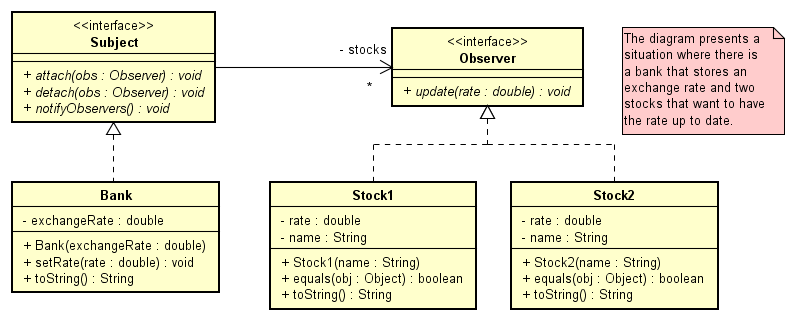 <<interface>>
Subject
+ attach(obs : Observer) : void
+ detach(obs : Observer) : void
+ notifyObservers() : void
- stocks
*
<<interface>>
Observer
+ update(rate : double) : void
The diagram presents a
situation where there is
a bank that stores an
exchange rate and two
stocks that want to have
the rate up to date.
Bank
- exchangeRate : double
+ Bank(exchangeRate : double)
+ setRate(rate : double) : void
+ toString() : String
Stock1
- rate : double
- name : String
+ Stock1(name : String)
+ equals(obj : Object) : boolean
+ toString() : String
Stock2
- rate : double
- name : String
+ Stock2(name : String)
+ equals(obj : Object) : boolean
+ toString() : String